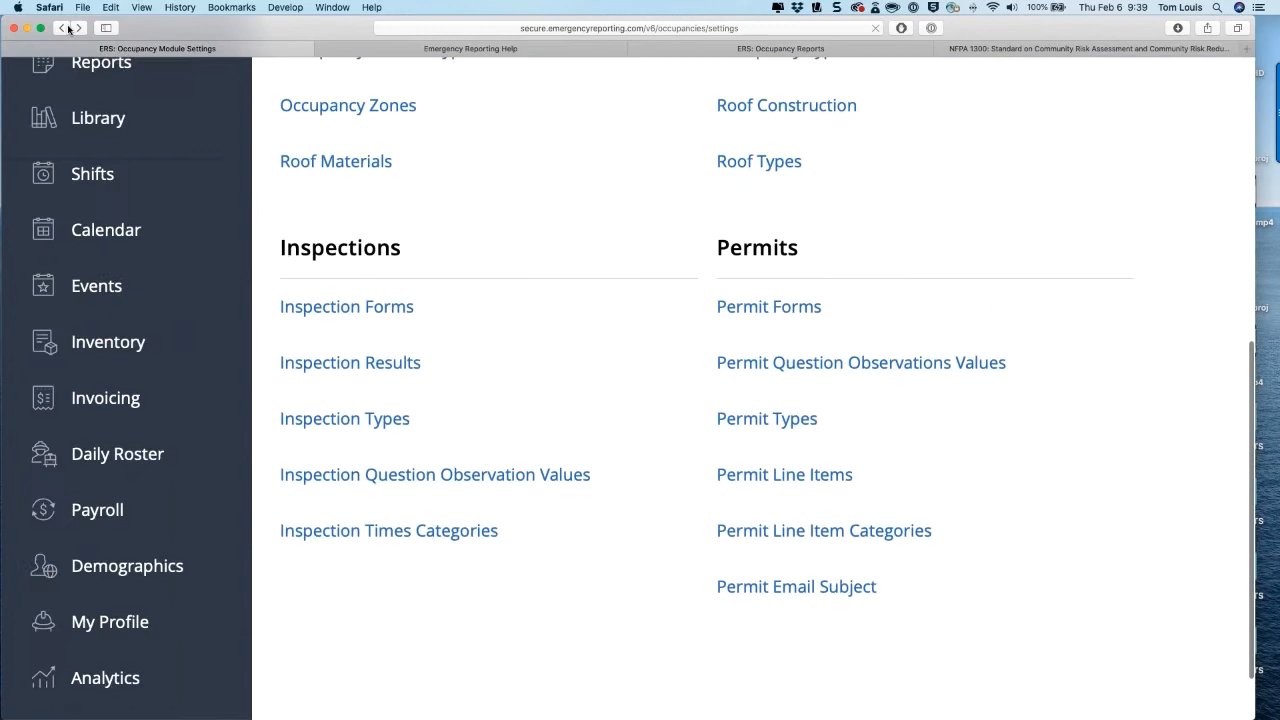 Safari File Edit View History Bookmarks Develop Window Help 100% Thu Feb 6 9:39 Tom Louis
secure.emergencyreporting.com/v6/occupancies/settings
ERS: Occupancy Module Settings Emergency Reporting Help ERS: Occupancy Reports NFPA 1300: Standard on Community Risk Assessment and Community Risk Redu...
Reports
Library
Shifts
Calendar
Events
Inventory
Invoicing
Daily Roster
Payroll
Demographics
My Profile
Analytics
Occupancy Zones
Roof Construction
Roof Materials
Roof Types
Inspections
Inspection Forms
Inspection Results
Inspection Types
Inspection Question Observation Values
Inspection Times Categories
Permits
Permit Forms
Permit Question Observations Values
Permit Types
Permit Line Items
Permit Line Item Categories
Permit Email Subject